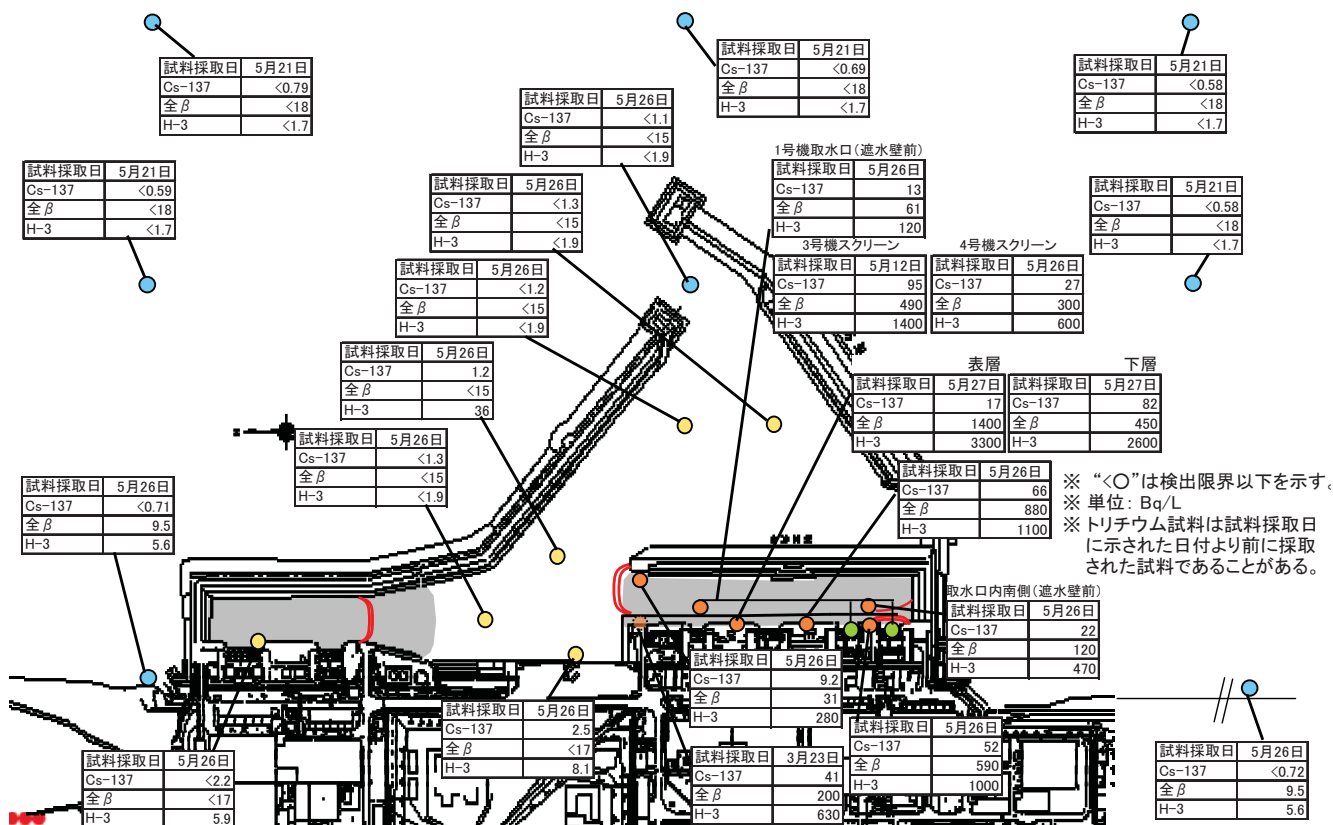 試料採取日 5月21日
Cs-137 <0.79
全β <18
H-3 <1.7
試料採取日 5月21日
Cs-137 <0.69
全β <18
H-3 <1.7
試料採取日 5月21日
Cs-137 <0.58
全β <18
H-3 <1.7
試料採取日 5月26日
Cs-137 <1.1
全β <15
H-3 <1.9
試料採取日 5月21日
Cs-137 <0.59
全β <18
H-3 <1.7
試料採取日 5月26日
Cs-137 <1.3
全β <15
H-3 <1.9
1号機取水口(遮水壁前)
試料採取日 5月26日
Cs-137 13
全β 61
H-3 120
試料採取日 5月21日
Cs-137 <0.58
全β <18
H-3 <1.7
3号機スクリーン
試料採取日 5月12日
Cs-137 95
全β 490
H-3 1400
4号機スクリーン
試料採取日 5月26日
Cs-137 27
全β 300
H-3 600
試料採取日 5月26日
Cs-137 <1.2
全β <15
H-3 <1.9
試料採取日 5月26日
Cs-137 1.2
全β <15
H-3 36
表層
試料採取日 5月27日
Cs-137 17
全β 1400
H-3 3300
下層
試料採取日 5月27日
Cs-137 82
全β 450
H-3 2600
試料採取日 5月26日
Cs-137 <1.3
全β <15
H-3 <1.9
試料採取日 5月26日
Cs-137 66
全β 880
H-3 1100
※ “<○”は検出限界以下を示す。
※ 単位: Bq/L
※ トリチウム試料は試料採取日
に示された日付より前に採取
された試料であることがある。
試料採取日 5月26日
Cs-137 <0.71
全β 9.5
H-3 5.6
取水口内南側(遮水壁前)
試料採取日 5月26日
Cs-137 22
全β 120
H-3 470
試料採取日 5月26日
Cs-137 9.2
全β 31
H-3 280
試料採取日 5月26日
Cs-137 2.5
全β <17
H-3 8.1
試料採取日 5月26日
Cs-137 52
全β 590
H-3 1000
試料採取日 5月26日
Cs-137 <0.72
全β 9.5
H-3 5.6
試料採取日 5月26日
Cs-137 <2.2
全β <17
H-3 5.9
試料採取日 3月23日
Cs-137 41
全β 200
H-3 630